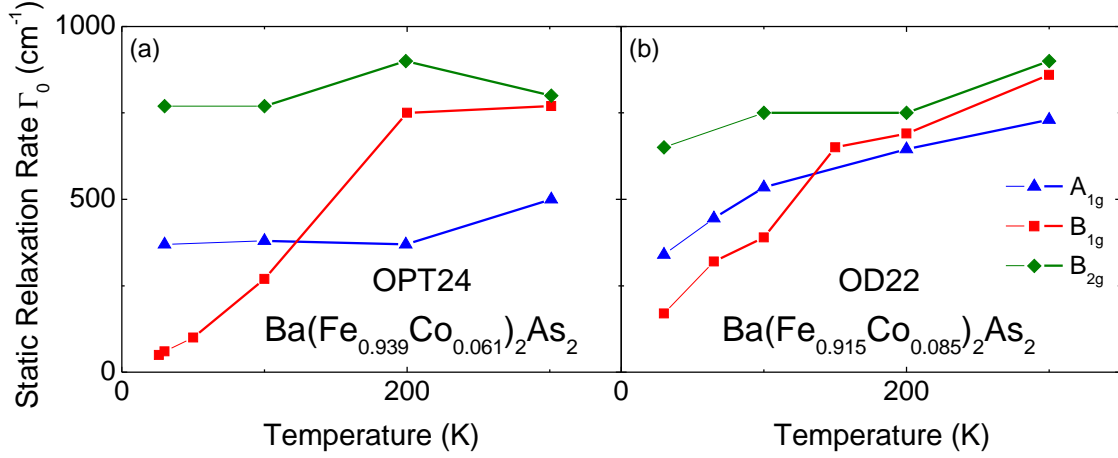 Static Relaxation Rate Γ₀ (cm⁻¹)
1000
500
0
(a)
OPT24
Ba(Fe₀.₉₃₉Co₀.₀₆₁)₂As₂
0
200
Temperature (K)
(b)
A₁g
B₁g
B₂g
OD22
Ba(Fe₀.₉₁₅Co₀.₀₈₅)₂As₂
0
200
Temperature (K)